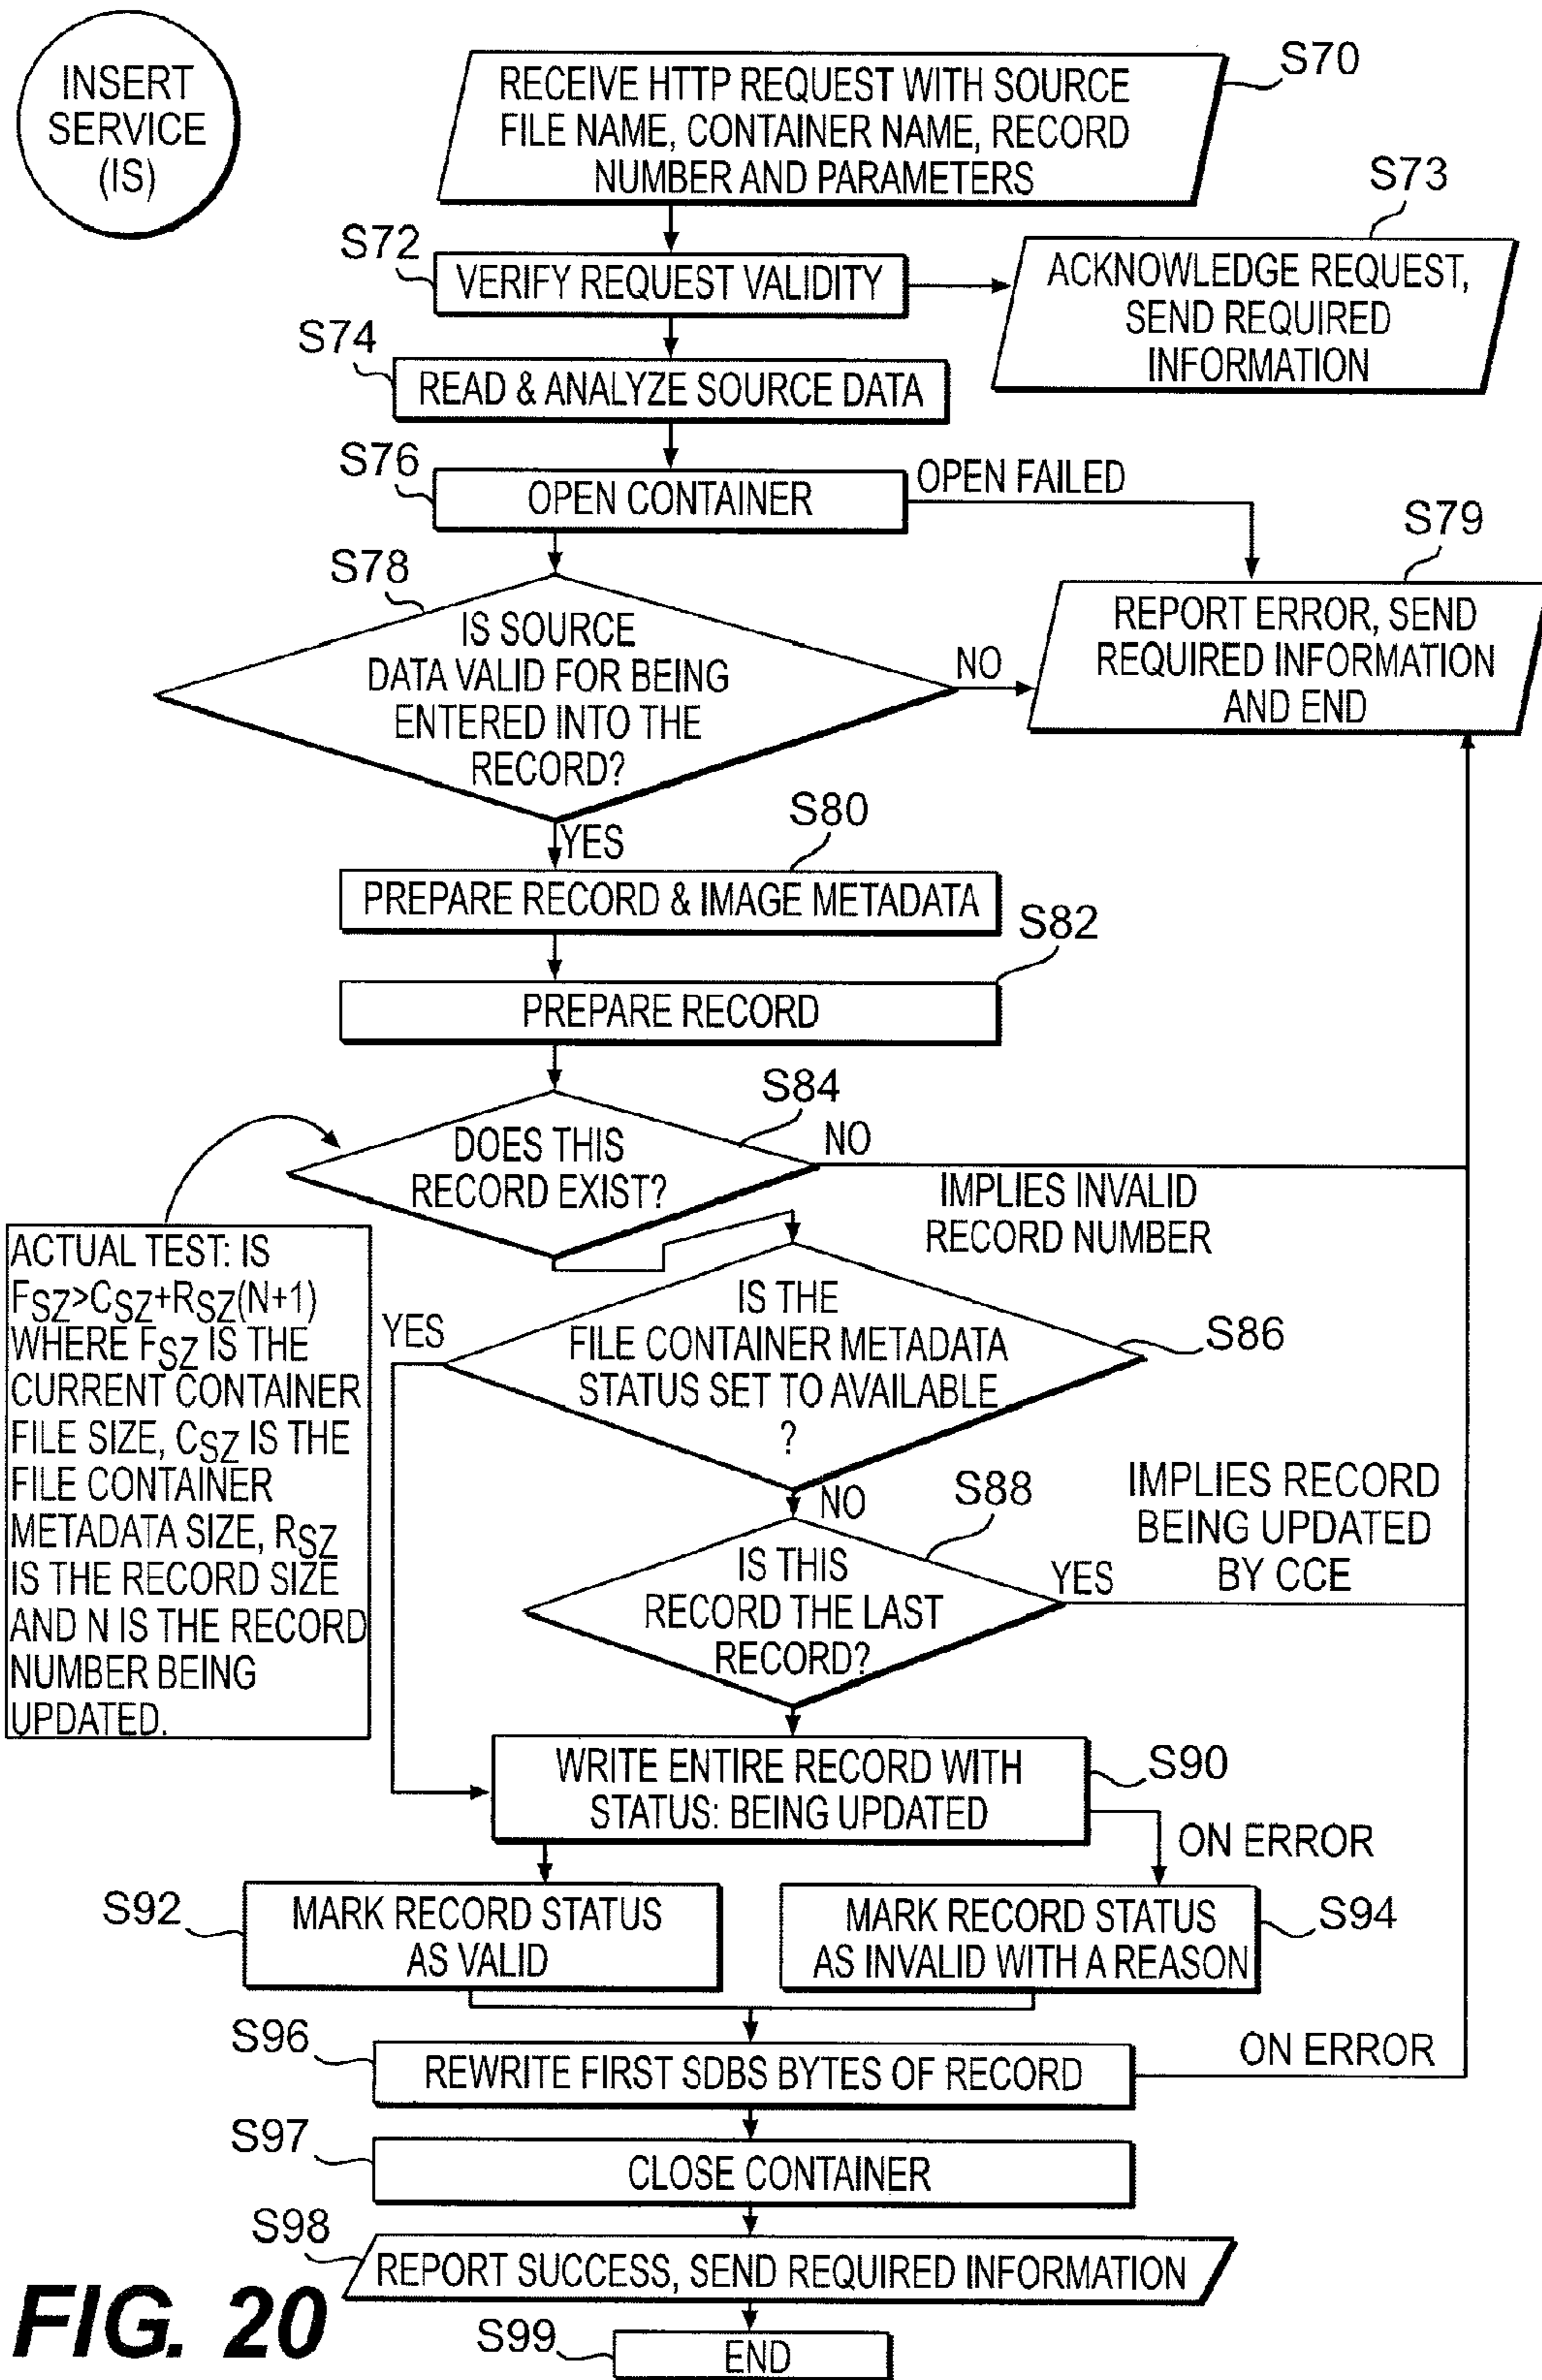 INSERT
SERVICE
(IS)
S70
RECEIVE HTTP REQUEST WITH SOURCE
FILE NAME, CONTAINER NAME, RECORD
NUMBER AND PARAMETERS
S73
S72
VERIFY REQUEST VALIDITY
ACKNOWLEDGE REQUEST,
SEND REQUIRED
INFORMATION
S74
READ & ANALYZE SOURCE DATA
S76
OPEN CONTAINER
OPEN FAILED
S79
S78
IS SOURCE
DATA VALID FOR BEING
ENTERED INTO THE
RECORD?
NO
REPORT ERROR, SEND
REQUIRED INFORMATION
AND END
YES
S80
PREPARE RECORD & IMAGE METADATA
S82
PREPARE RECORD
S84
DOES THIS
RECORD EXIST?
NO
IMPLIES INVALID
RECORD NUMBER
ACTUAL TEST: IS
FSZ>CSZ+RSZ(N+1)
WHERE FSZ IS THE
CURRENT CONTAINER
FILE SIZE, CSZ IS THE
FILE CONTAINER
METADATA SIZE, RSZ
IS THE RECORD SIZE
AND N IS THE RECORD
NUMBER BEING
UPDATED.
YES
IS THE
FILE CONTAINER METADATA
STATUS SET TO AVAILABLE
?
S86
NO
S88
IMPLIES RECORD
BEING UPDATED
BY CCE
IS THIS
RECORD THE LAST
RECORD?
YES
WRITE ENTIRE RECORD WITH
STATUS: BEING UPDATED
S90
ON ERROR
S92
MARK RECORD STATUS
AS VALID
MARK RECORD STATUS
AS INVALID WITH A REASON
S94
S96
REWRITE FIRST SDBS BYTES OF RECORD
ON ERROR
S97
CLOSE CONTAINER
S98
REPORT SUCCESS, SEND REQUIRED INFORMATION
FIG. 20
S99
END